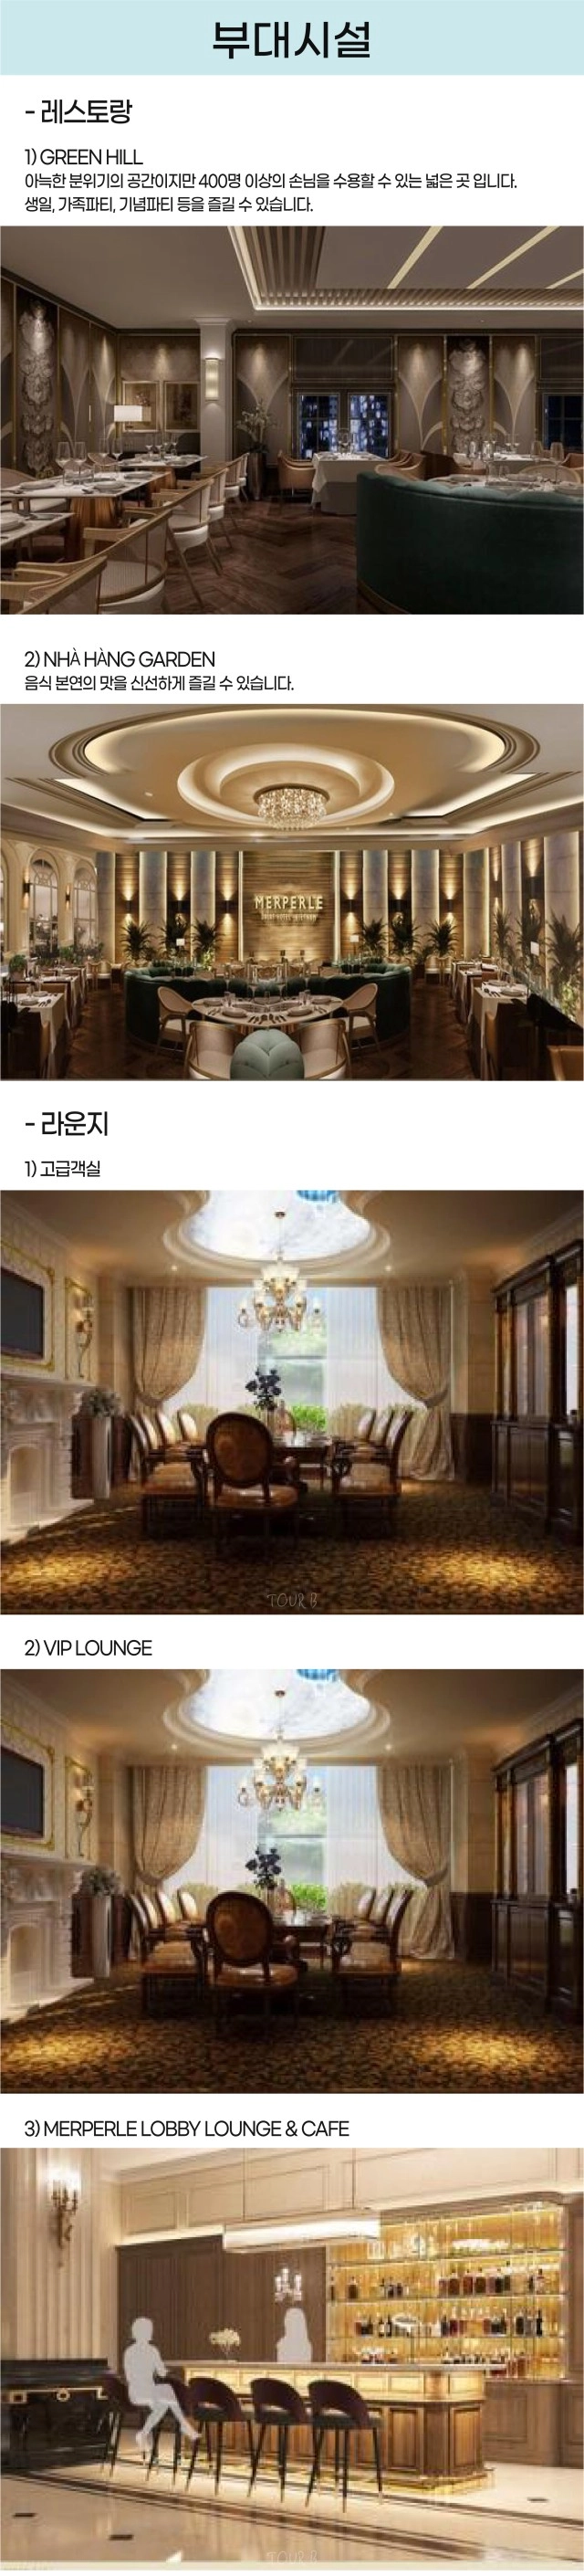 부대시설
- 레스토랑
1) GREEN HILL
아늑한 분위기의 공간이지만 400명 이상의 손님을 수용할 수 있는 넓은 곳 입니다.
생일, 가족파티, 기념파티 등을 즐길 수 있습니다.
2) NHÀ HÀNG GARDEN
음식 본연의 맛을 신선하게 즐길 수 있습니다.
MERPERLE
- 라운지
1) 고급객실
TOUR B
2) VIP LOUNGE
3) MERPERLE LOBBY LOUNGE & CAFE
TOUR B